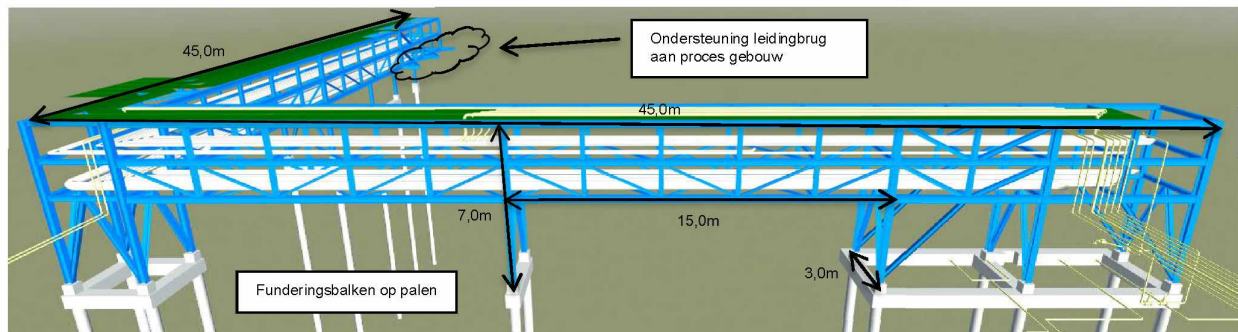 45,0m
Ondersteuning leidingbrug
aan proces gebouw
45,0m
7,0m
15,0m
3,0m
Funderingsbalken op palen